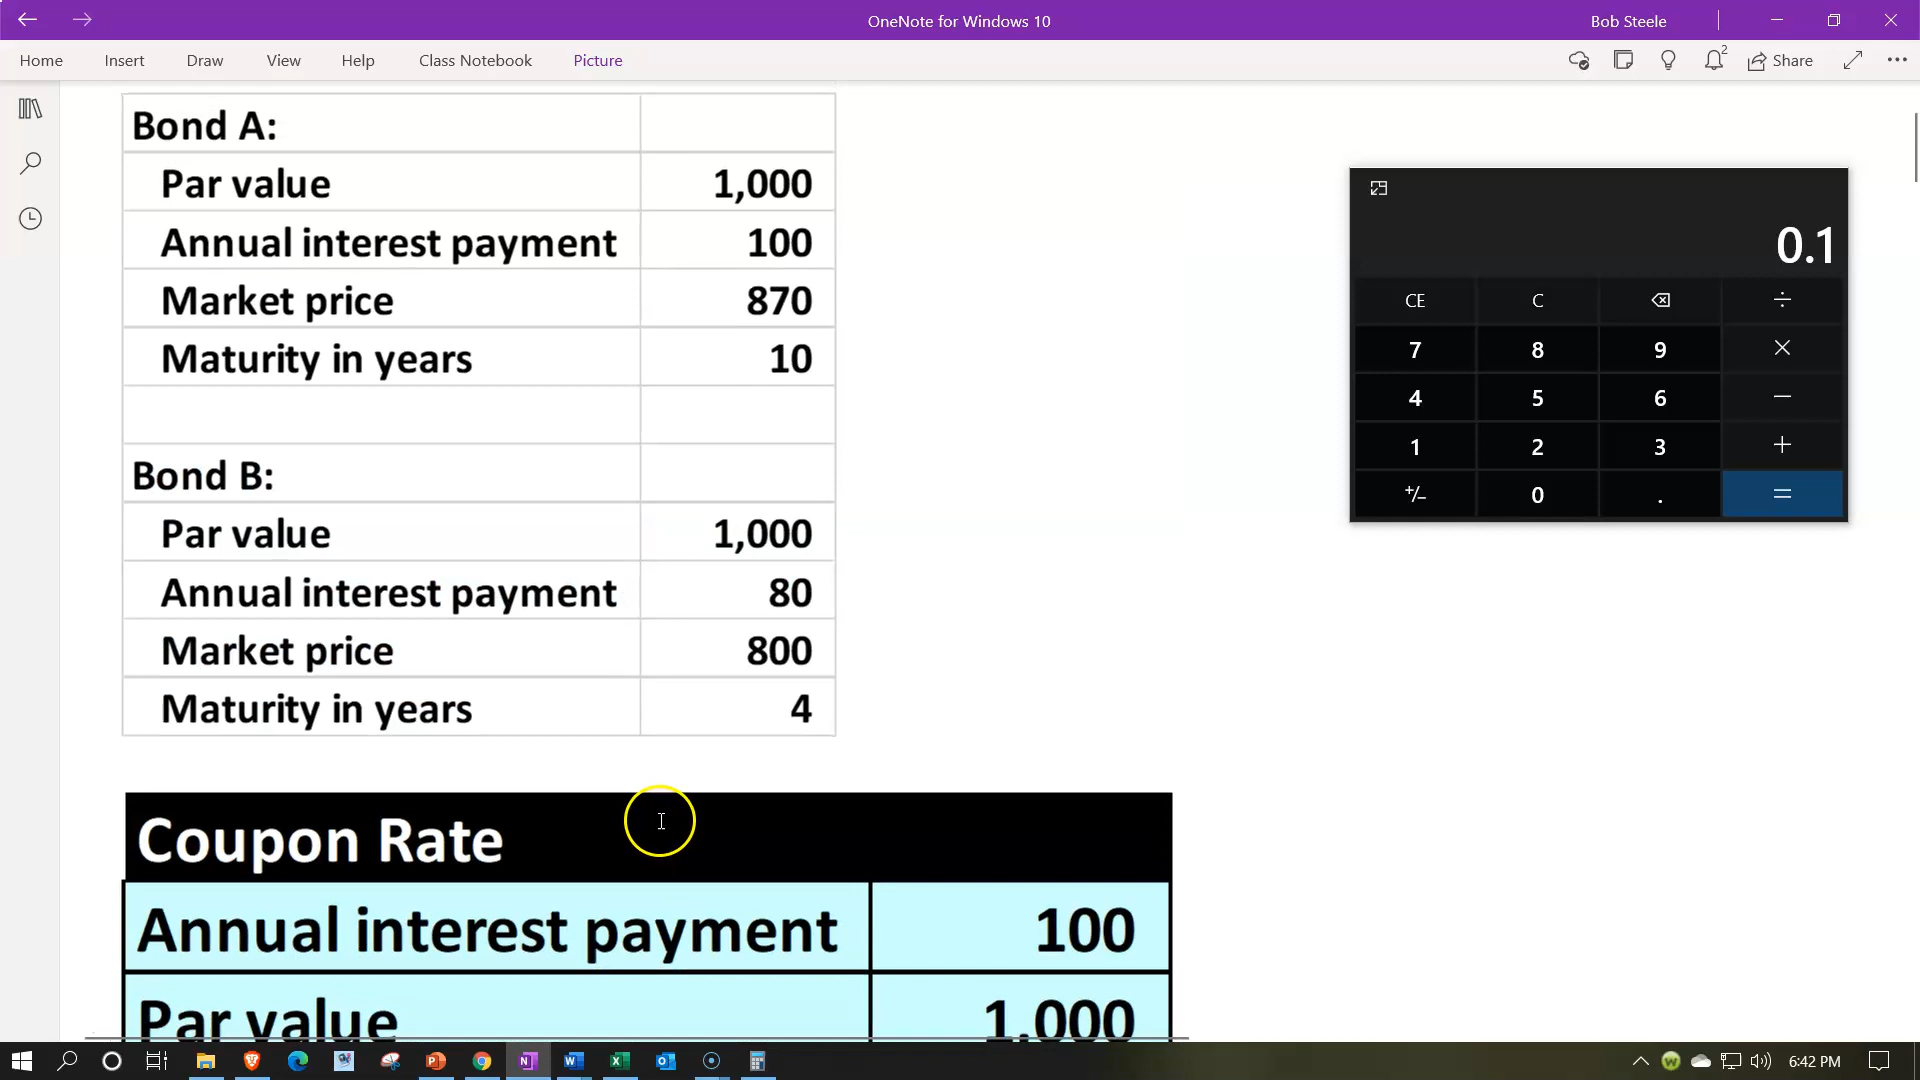 OneNote for Windows 10
Bob Steele
Home Insert Draw View Help Class Notebook Picture
2
Share
Bond A:
Par value 1,000
Annual interest payment 100
Market price 870
Maturity in years 10
Bond B:
Par value 1,000
Annual interest payment 80
Market price 800
Maturity in years 4
0.1
CE C ÷
7 8 9 ×
4 5 6 −
1 2 3 +
+/− 0 . =
Coupon Rate
Annual interest payment 100
Par value 1,000
6:42 PM